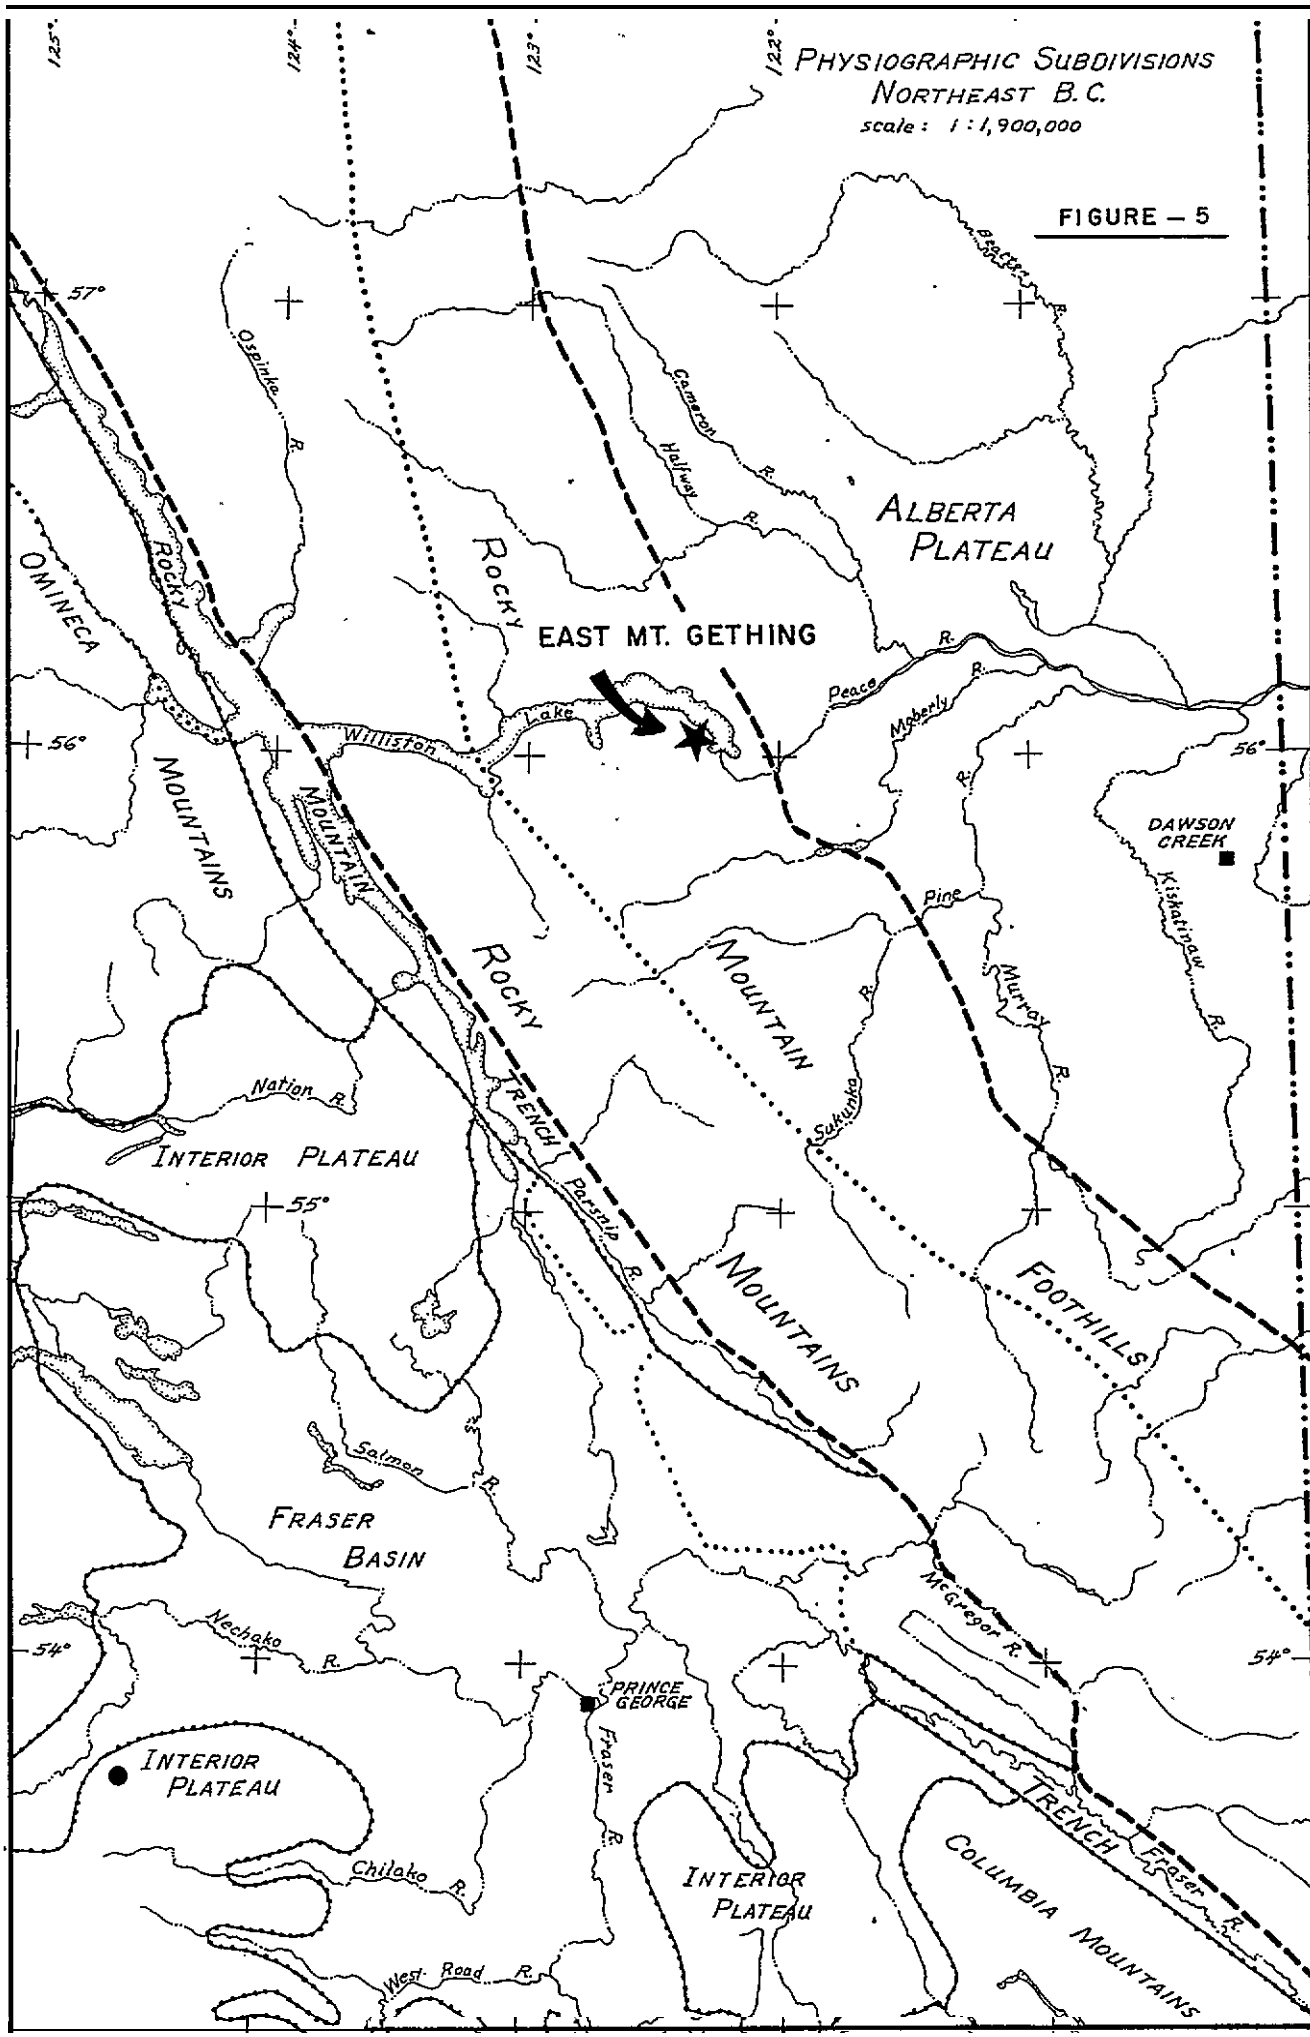 125°
124°
123°
122°
PHYSIOGRAPHIC SUBDIVISIONS
NORTHEAST B.C.
scale: 1:1,900,000
FIGURE – 5
Beatton
R.
57°
Ospinka
R.
Cameron
R.
Halfway
R.
ALBERTA
PLATEAU
ROCKY
OMINECA
ROCKY
EAST MT. GETHING
Peace
R.
Moberly
R.
Lake
Williston
56°
56°
MOUNTAINS
MOUNTAIN
R.
DAWSON
CREEK
Kiskatinaw
R.
Pine
ROCKY
MOUNTAIN
R.
Murray
R.
Sukunka
Nation R.
TRENCH
INTERIOR PLATEAU
55°
Parsnip
R.
MOUNTAINS
FOOTHILLS
Salmon
R.
FRASER
BASIN
McGregor R.
Nechako
R.
54°
54°
PRINCE
GEORGE
Fraser
R.
INTERIOR
PLATEAU
TRENCH
Fraser
R.
Chilako R.
INTERIOR
PLATEAU
COLUMBIA MOUNTAINS
West Road R.